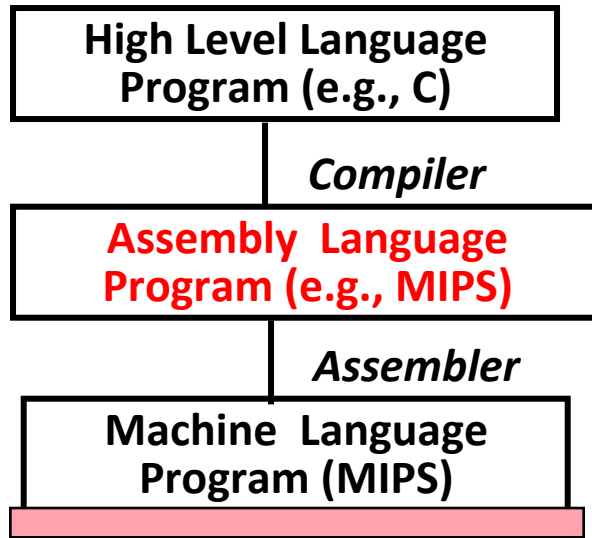 High Level Language
Program (e.g., C)
Compiler
Assembly Language
Program (e.g., MIPS)
Assembler
Machine Language
Program (MIPS)